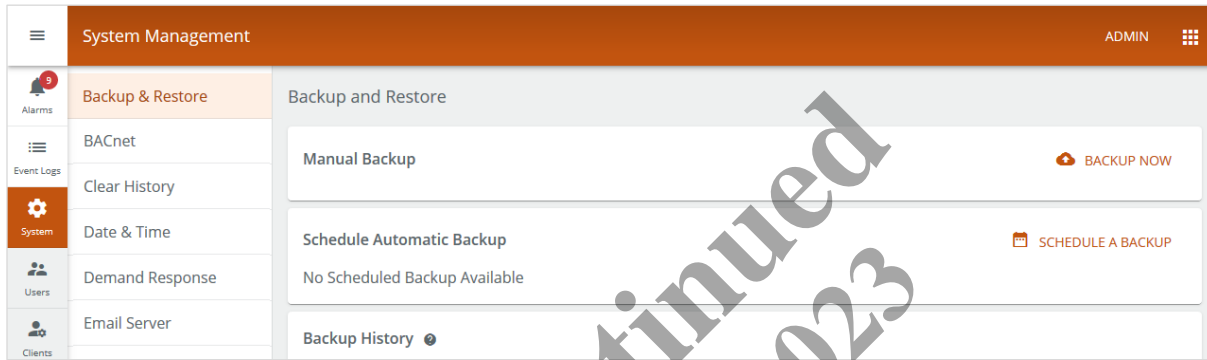 System Management
ADMIN
9
Alarms
Event Logs
System
Users
Clients
Backup & Restore
BACnet
Clear History
Date & Time
Demand Response
Email Server
Backup and Restore
Manual Backup
BACKUP NOW
Schedule Automatic Backup
SCHEDULE A BACKUP
No Scheduled Backup Available
Backup History
tinued
023